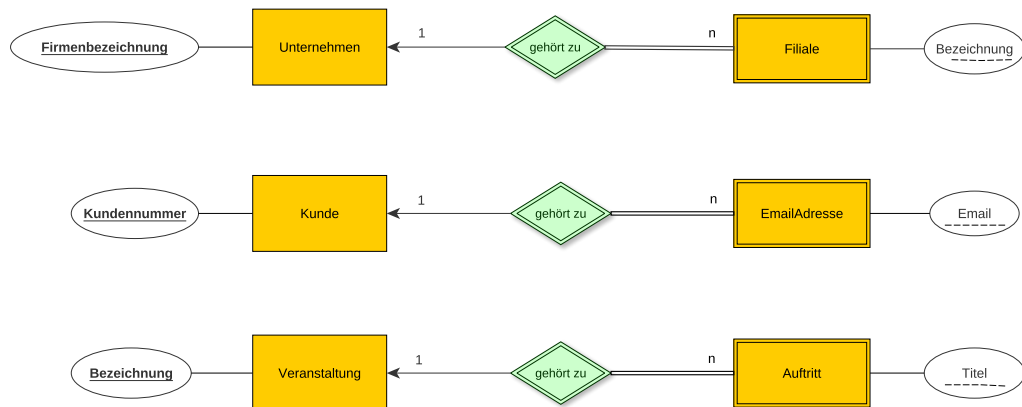 Firmenbezeichnung Unternehmen 1 gehört zu n Filiale Bezeichnung
Kundennummer Kunde 1 gehört zu n EmailAdresse Email
Bezeichnung Veranstaltung 1 gehört zu n Auftritt Titel